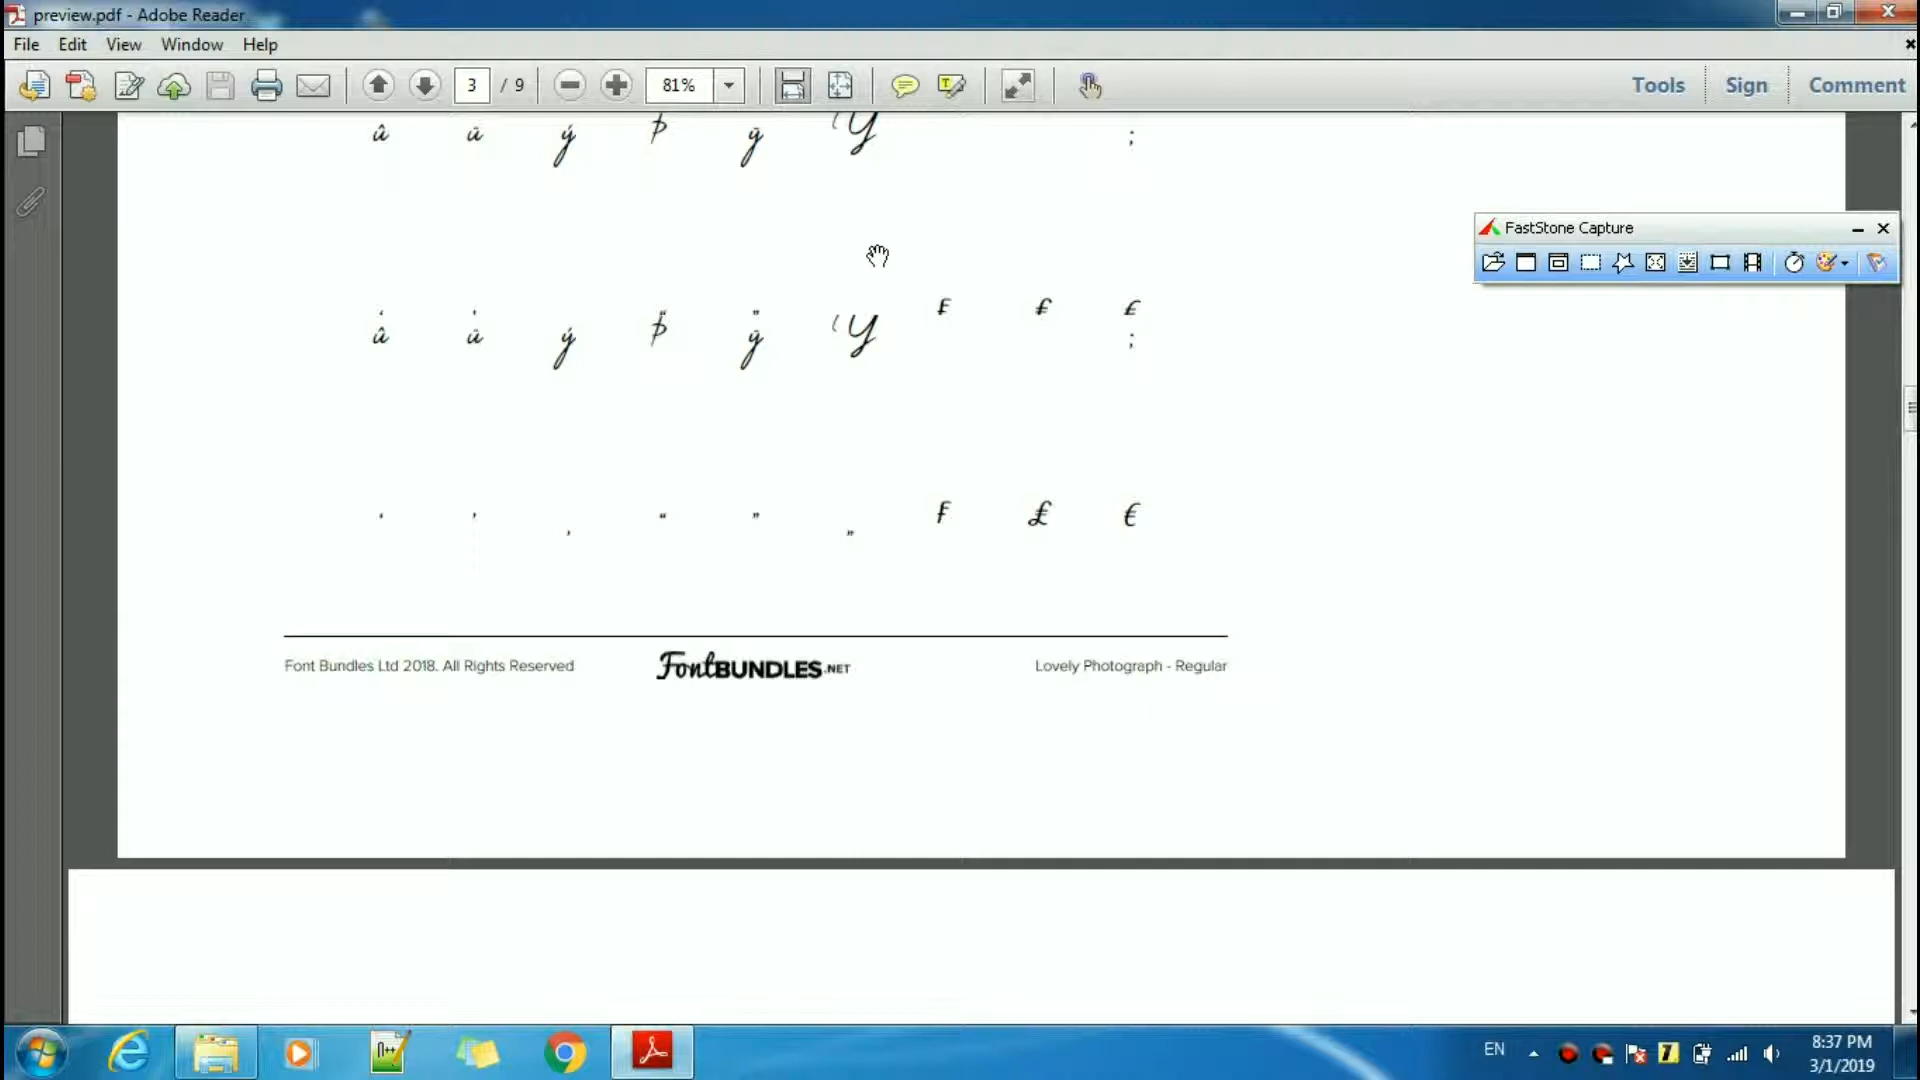 preview.pdf - Adobe Reader
File Edit View Window Help
3 / 9 81% Tools Sign Comment
û ü ý þ ÿ Y ;
FastStone Capture
‘ ’ “ ” ₣ £ €
û ü ý þ ÿ Y ;
‘ ’ ‚ “ ” „ ₣ £ €
Font Bundles Ltd 2018. All Rights Reserved FontBUNDLES.NET Lovely Photograph - Regular
EN 8:37 PM
3/1/2019